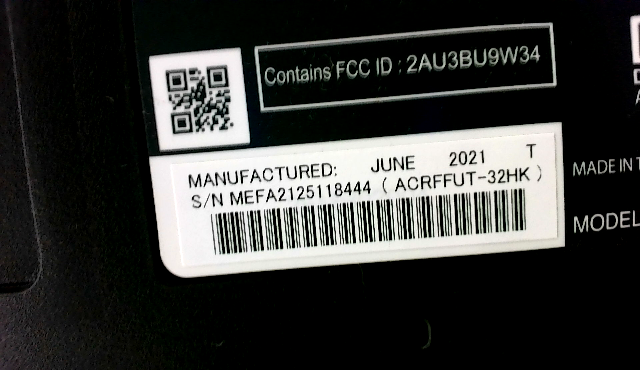 Contains FCC ID : 2AU3BU9W34
MANUFACTURED: JUNE 2021 T
S/N MEFA2125118444 ( ACRFFUT-32HK )
MADE IN
MODEL